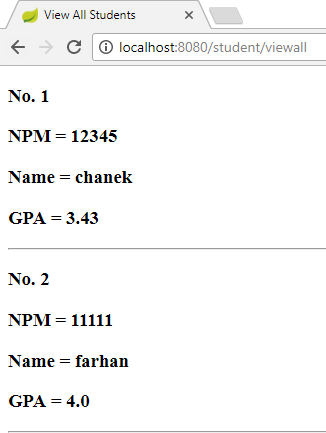 View All Students
localhost:8080/student/viewall
No. 1
NPM = 12345
Name = chanek
GPA = 3.43
No. 2
NPM = 11111
Name = farhan
GPA = 4.0